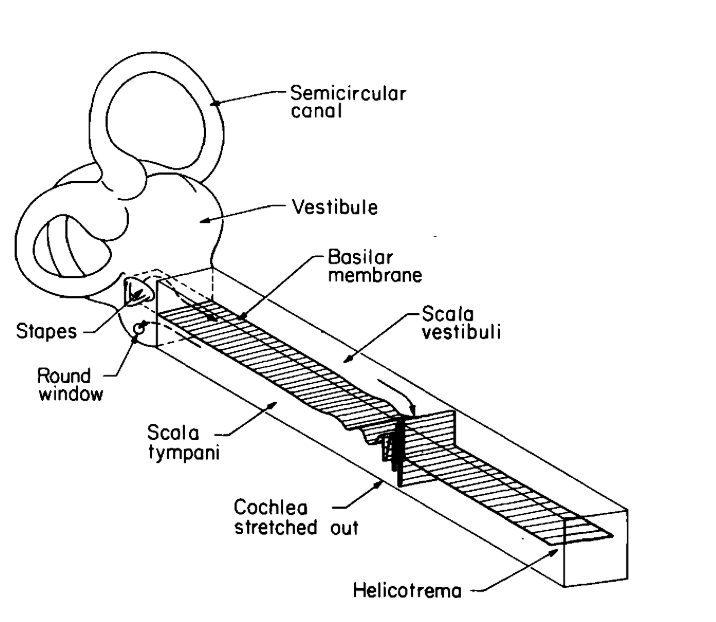 Semicircular
canal
Vestibule
Basilar
membrane
Scala
vestibuli
Stapes
Round
window
Scala
tympani
Cochlea
stretched out
Helicotrema